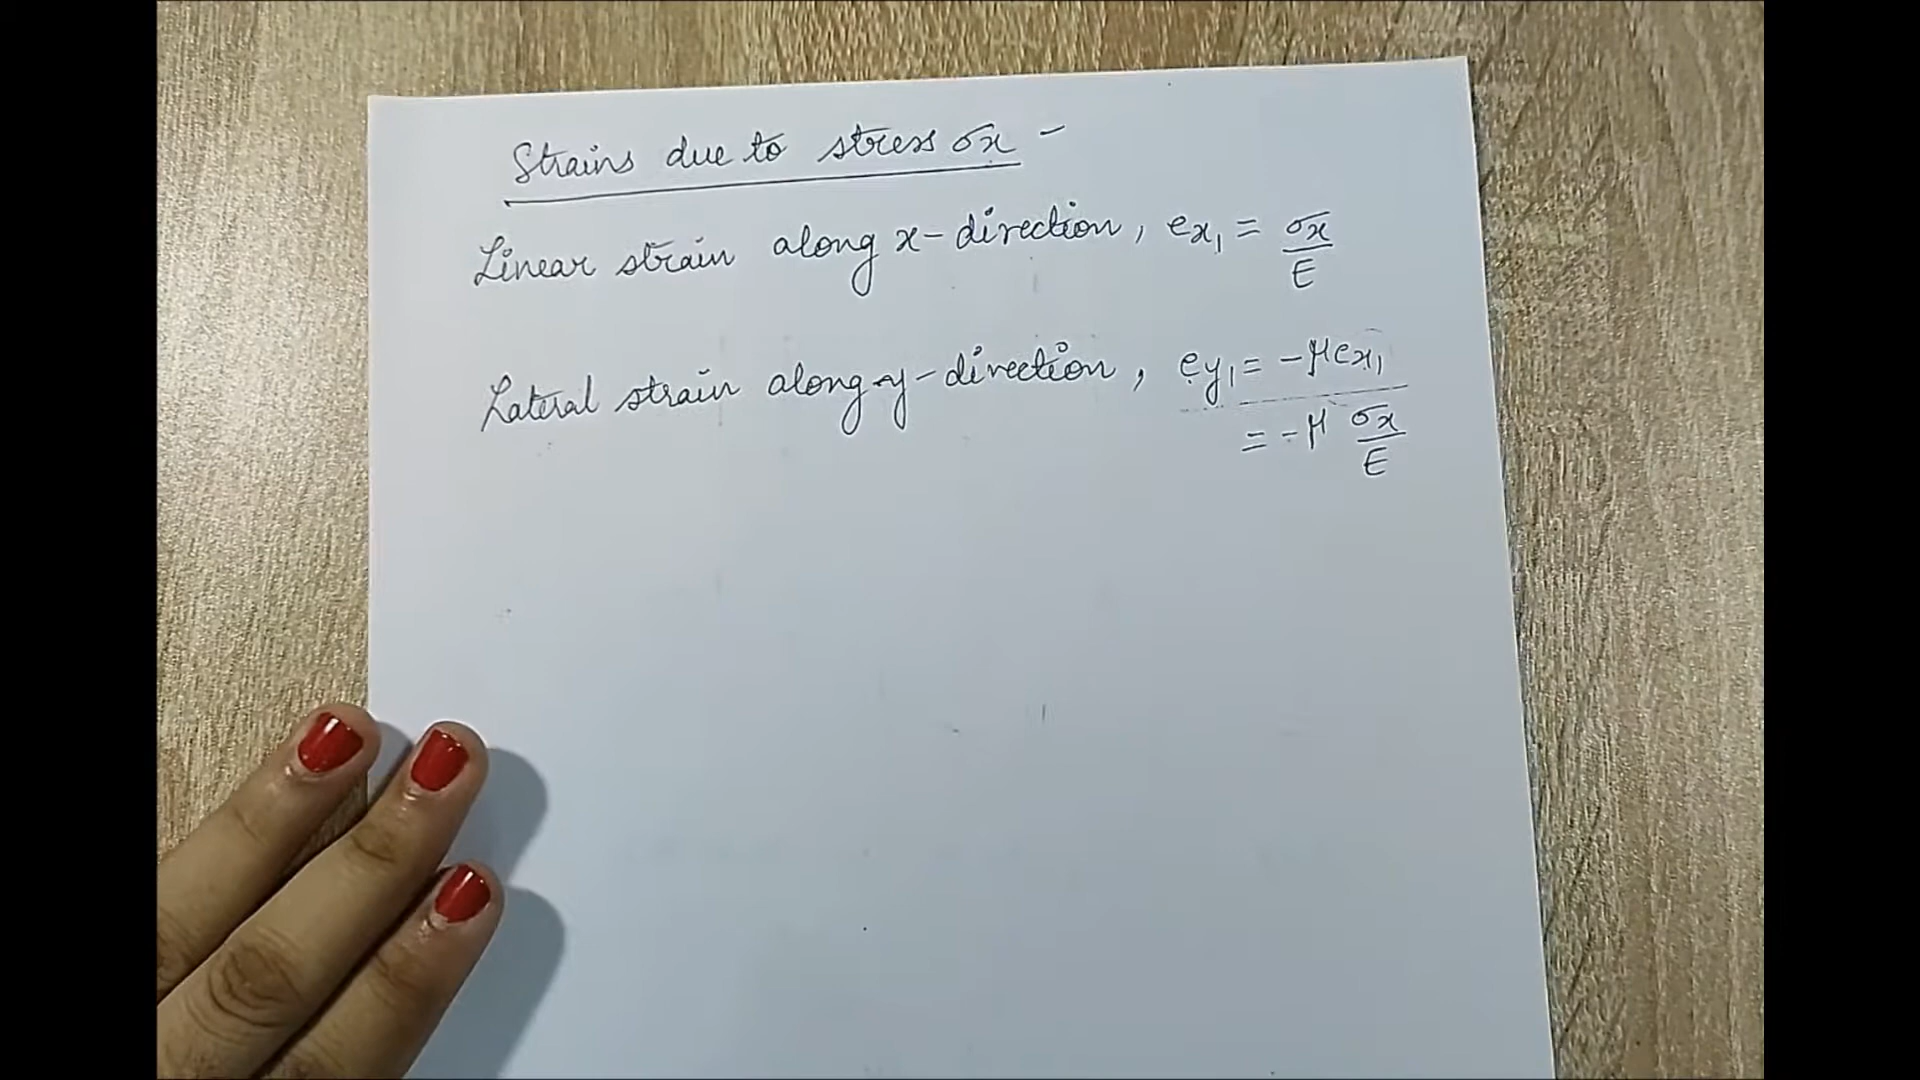 Strains due to stress σx -
Linear strain along x-direction, ex₁ = σx/E
Lateral strain along y-direction, ey₁ = -μex₁
= -μ σx/E